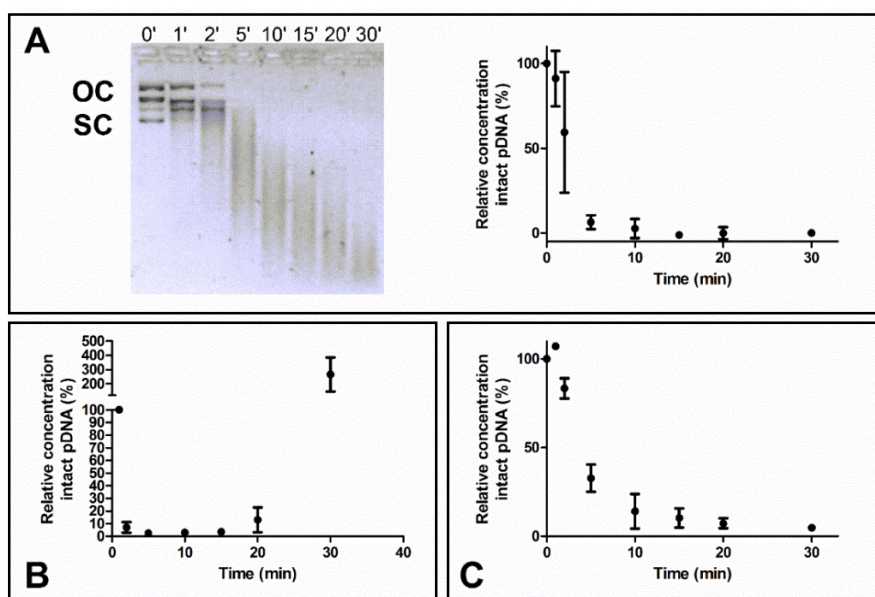 A
0' 1' 2' 5' 10' 15' 20' 30'
OC
SC
Relative concentration
intact pDNA (%)
100
50
0
0 10 20 30
Time (min)
B
Relative concentration
intact pDNA (%)
500
400
300
200
100
90
80
70
60
50
40
30
20
10
0
0 10 20 30 40
Time (min)
C
Relative concentration
intact pDNA (%)
100
50
0
0 10 20 30
Time (min)